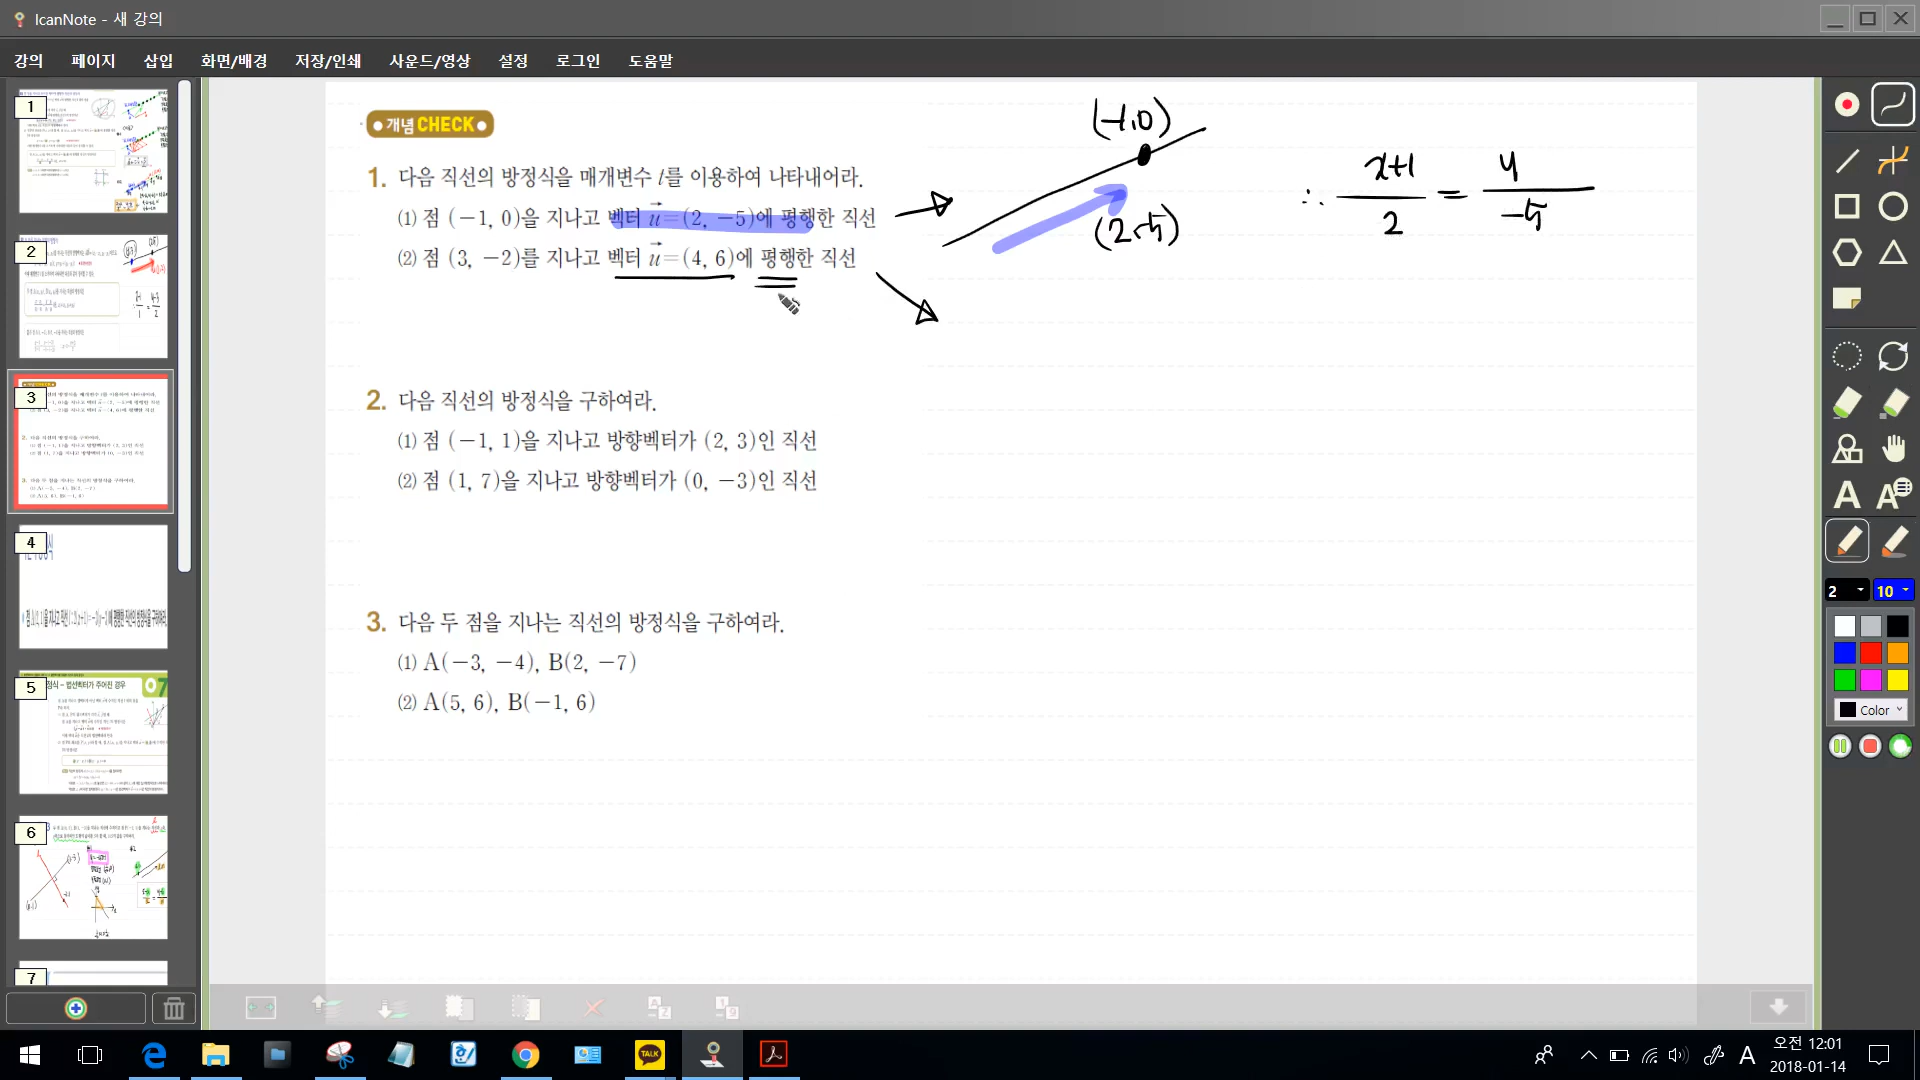 IcanNote - 새 강의
강의 페이지 삽입 화면/배경 저장/인쇄 사운드/영상 설정 로그인 도움말
1
2
3
4
5
6
7
개념 CHECK
1. 다음 직선의 방정식을 매개변수 t를 이용하여 나타내어라.
(1) 점 (−1, 0)을 지나고 벡터 u=(2, −5)에 평행한 직선
(2) 점 (3, −2)를 지나고 벡터 u=(4, 6)에 평행한 직선
(-1,0)
(2,-5)
∴ x+1/2 = y/-5
2. 다음 직선의 방정식을 구하여라.
(1) 점 (−1, 1)을 지나고 방향벡터가 (2, 3)인 직선
(2) 점 (1, 7)을 지나고 방향벡터가 (0, −3)인 직선
3. 다음 두 점을 지나는 직선의 방정식을 구하여라.
(1) A(−3, −4), B(2, −7)
(2) A(5, 6), B(−1, 6)
2
10
Color
TALK
A
오전 12:01
2018-01-14